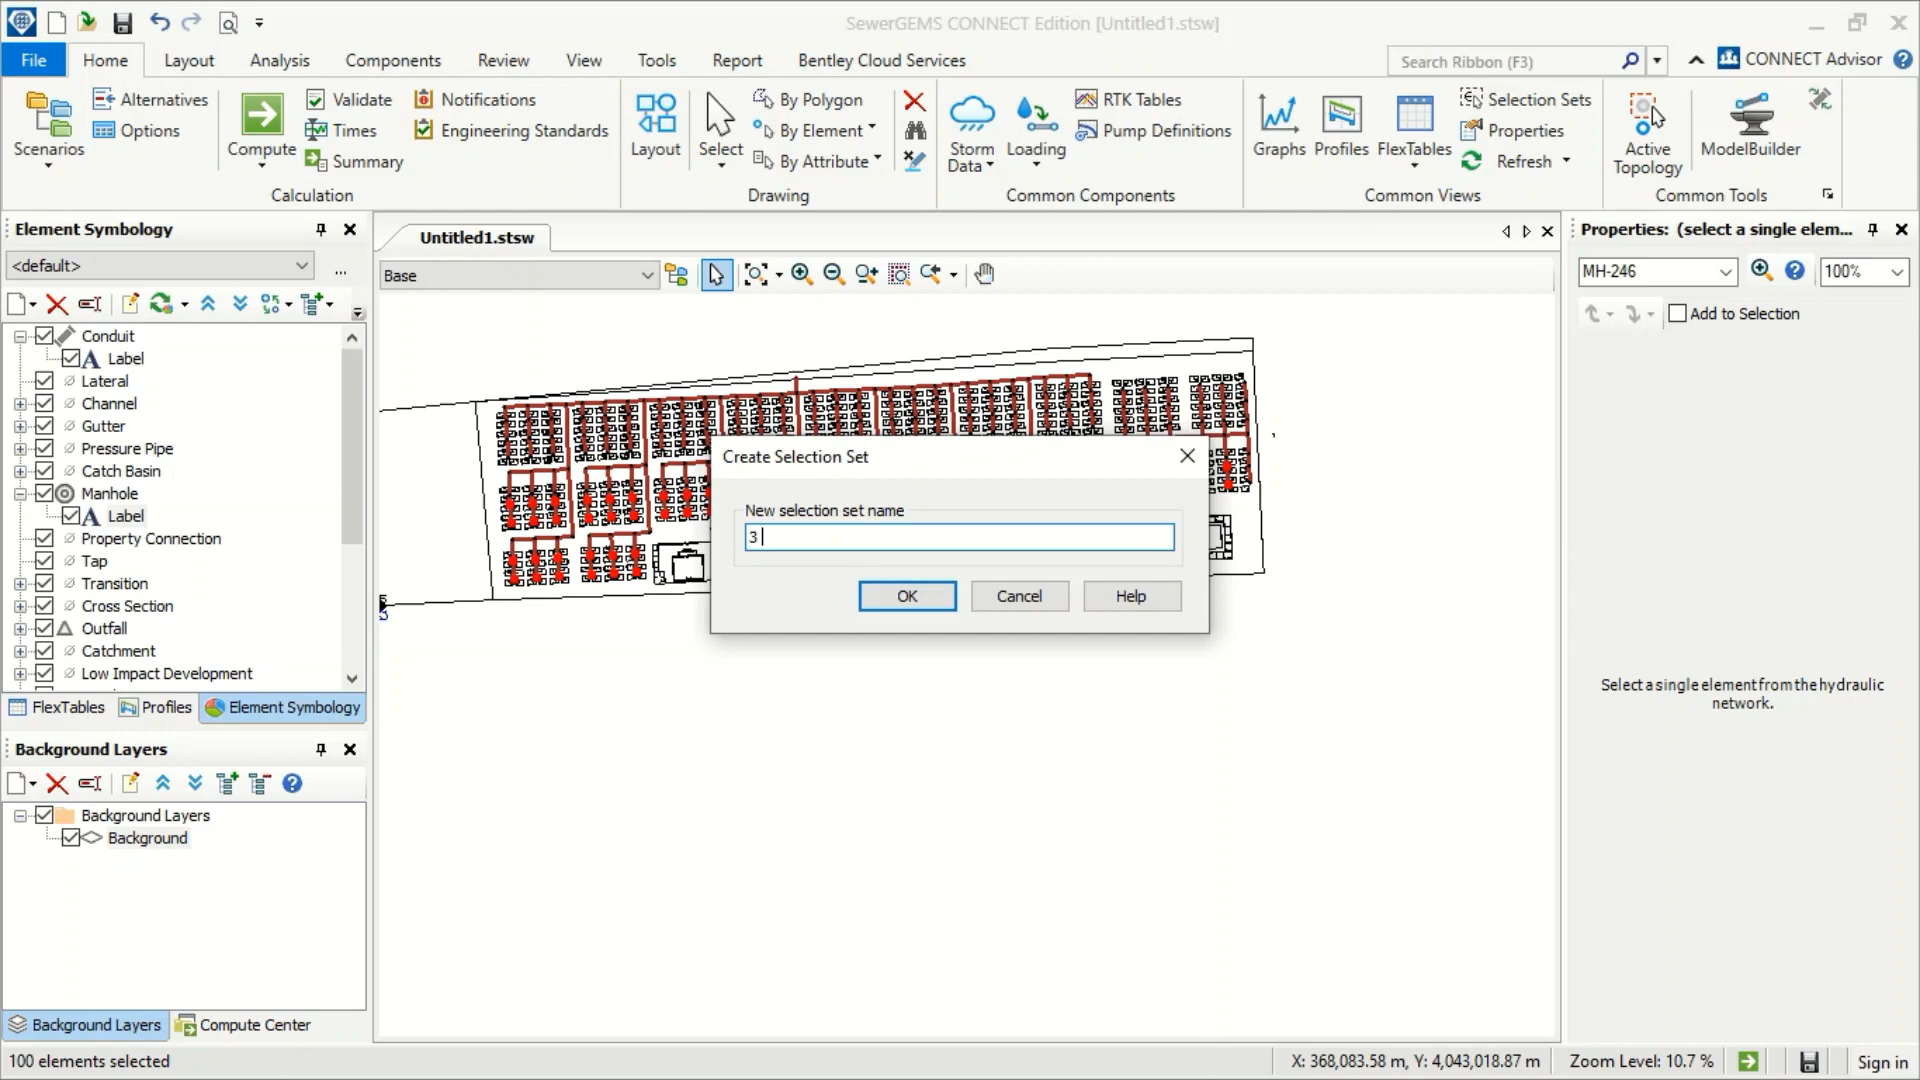 SewerGEMS CONNECT Edition [Untitled1.stsw]
File Home Layout Analysis Components Review View Tools Report Bentley Cloud Services
Search Ribbon (F3) CONNECT Advisor
Scenarios
Alternatives
Options
Compute
Validate
Times
Summary
Notifications
Engineering Standards
Calculation
Layout
Select
By Polygon
By Element
By Attribute
Drawing
Storm Data
Loading
RTK Tables
Pump Definitions
Common Components
Graphs
Profiles
FlexTables
Selection Sets
Properties
Refresh
Common Views
Active Topology
ModelBuilder
Common Tools
Element Symbology
<default>
...
Conduit
Label
Lateral
Channel
Gutter
Pressure Pipe
Catch Basin
Manhole
Label
Property Connection
Tap
Transition
Cross Section
Outfall
Catchment
Low Impact Development
FlexTables Profiles Element Symbology
Background Layers
Background Layers
Background
Background Layers Compute Center
Untitled1.stsw
Base
Create Selection Set
New selection set name
3
OK Cancel Help
Properties: (select a single elem...
MH-246 100%
Add to Selection
Select a single element from the hydraulic
network.
100 elements selected
X: 368,083.58 m, Y: 4,043,018.87 m Zoom Level: 10.7 % Sign in